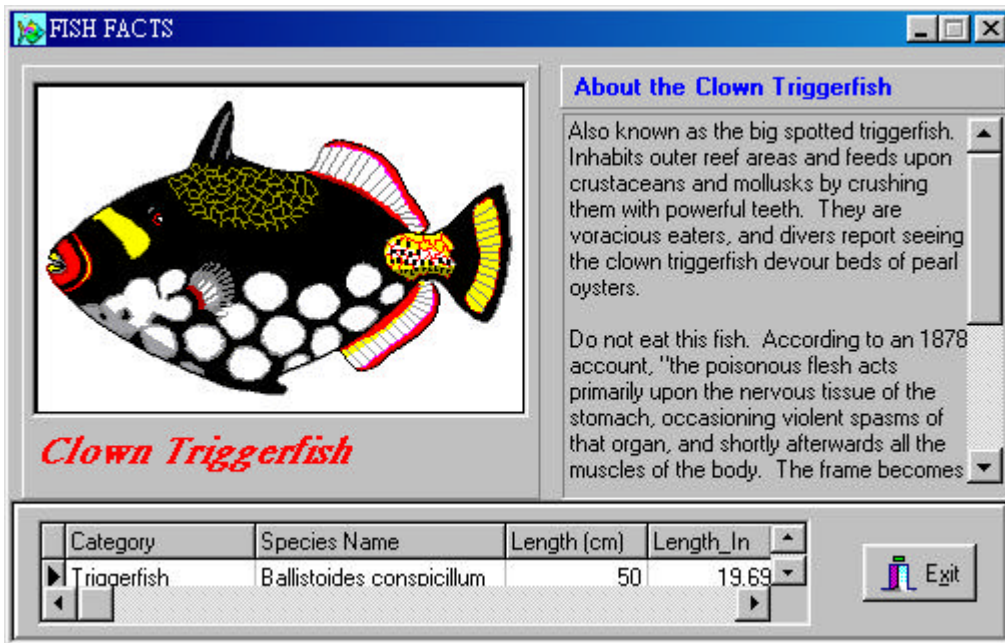 FISH FACTS
Clown Triggerfish
About the Clown Triggerfish
Also known as the big spotted triggerfish.
Inhabits outer reef areas and feeds upon
crustaceans and mollusks by crushing
them with powerful teeth. They are
voracious eaters, and divers report seeing
the clown triggerfish devour beds of pearl
oysters.
Do not eat this fish. According to an 1878
account, "the poisonous flesh acts
primarily upon the nervous tissue of the
stomach, occasioning violent spasms of
that organ, and shortly afterwards all the
muscles of the body. The frame becomes
Category Species Name Length (cm) Length_In
Triggerfish Ballistoides conspicillum 50 19.69
Exit